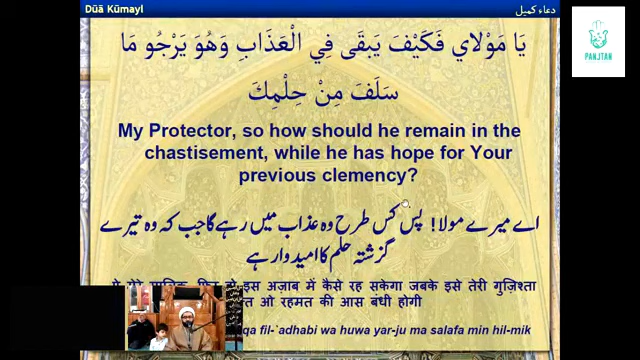 Dūā Kūmayl
دعاء كميل
PANJTAN
يَا مَوْلَايَ فَكَيْفَ يَبْقَى فِي الْعَذَابِ وَهُوَ يَرْجُو مَا
سَلَفَ مِنْ حِلْمِكَ
My Protector, so how should he remain in the
chastisement, while he has hope for Your
previous clemency?
اے میرے مولا! پس کس طرح وہ عذاب میں رہے گا جب کہ وہ تیرے
گزشتہ حلم کا امیدوار ہے
इस अज़ाब में कैसे रह सकेगा जबके इसे तेरी गुज़िश्ता
ओ रहमत की आस बंधी होगी
qa fil-`adhabi wa huwa yar-ju ma salafa min hil-mik